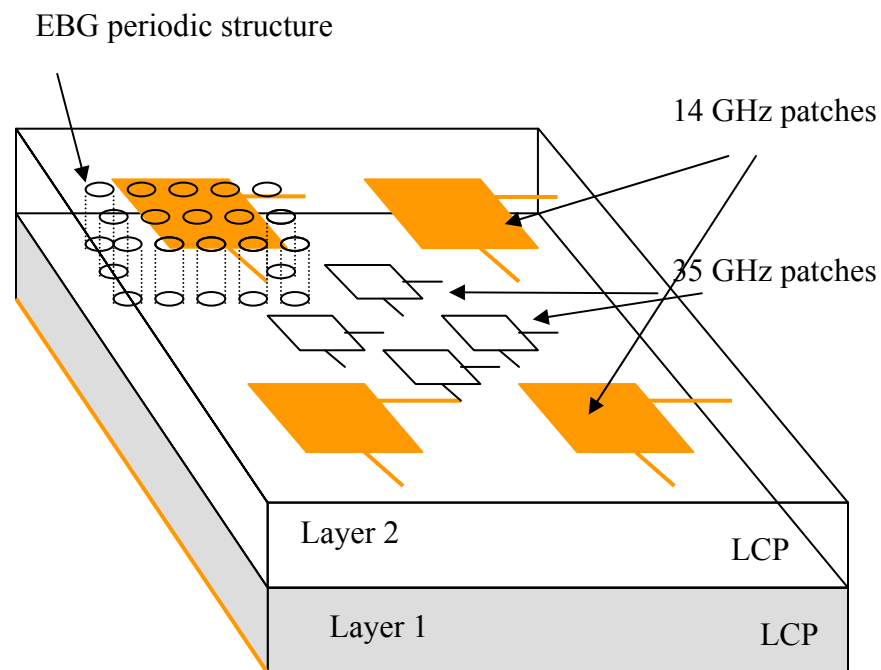 EBG periodic structure
14 GHz patches
35 GHz patches
Layer 2
LCP
Layer 1
LCP